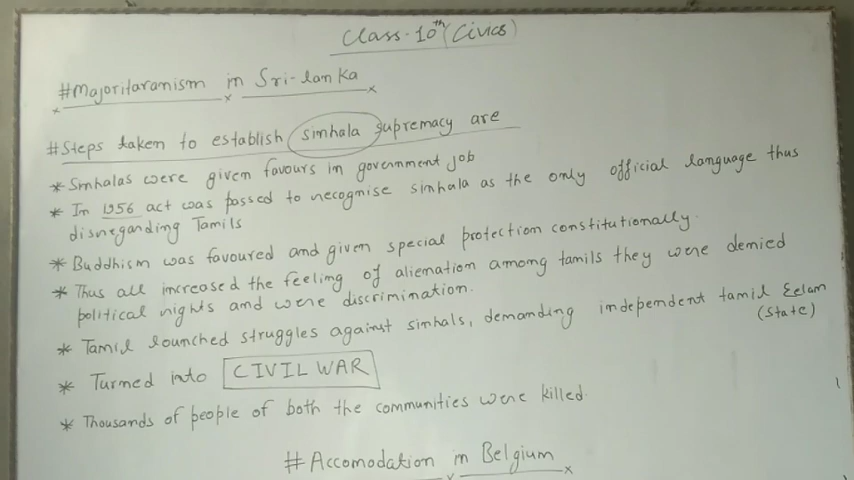 Class-10th (Civics)
#Majoritaranism in Sri-lanka
#Steps taken to establish simhala supremacy are
* Simhalas were given favours in government job
* In 1956 act was passed to recognise simhala as the only official language thus
disregarding Tamils
* Buddhism was favoured and given special protection constitutionally.
* Thus all increased the feeling of alienation among tamils they were denied
political rights and were discrimination.
* Tamil lounched struggles against simhals, demanding independent tamil Eelam
(State)
* Turned into CIVIL WAR
* Thousands of people of both the communities were killed.
# Accomodation in Belgium